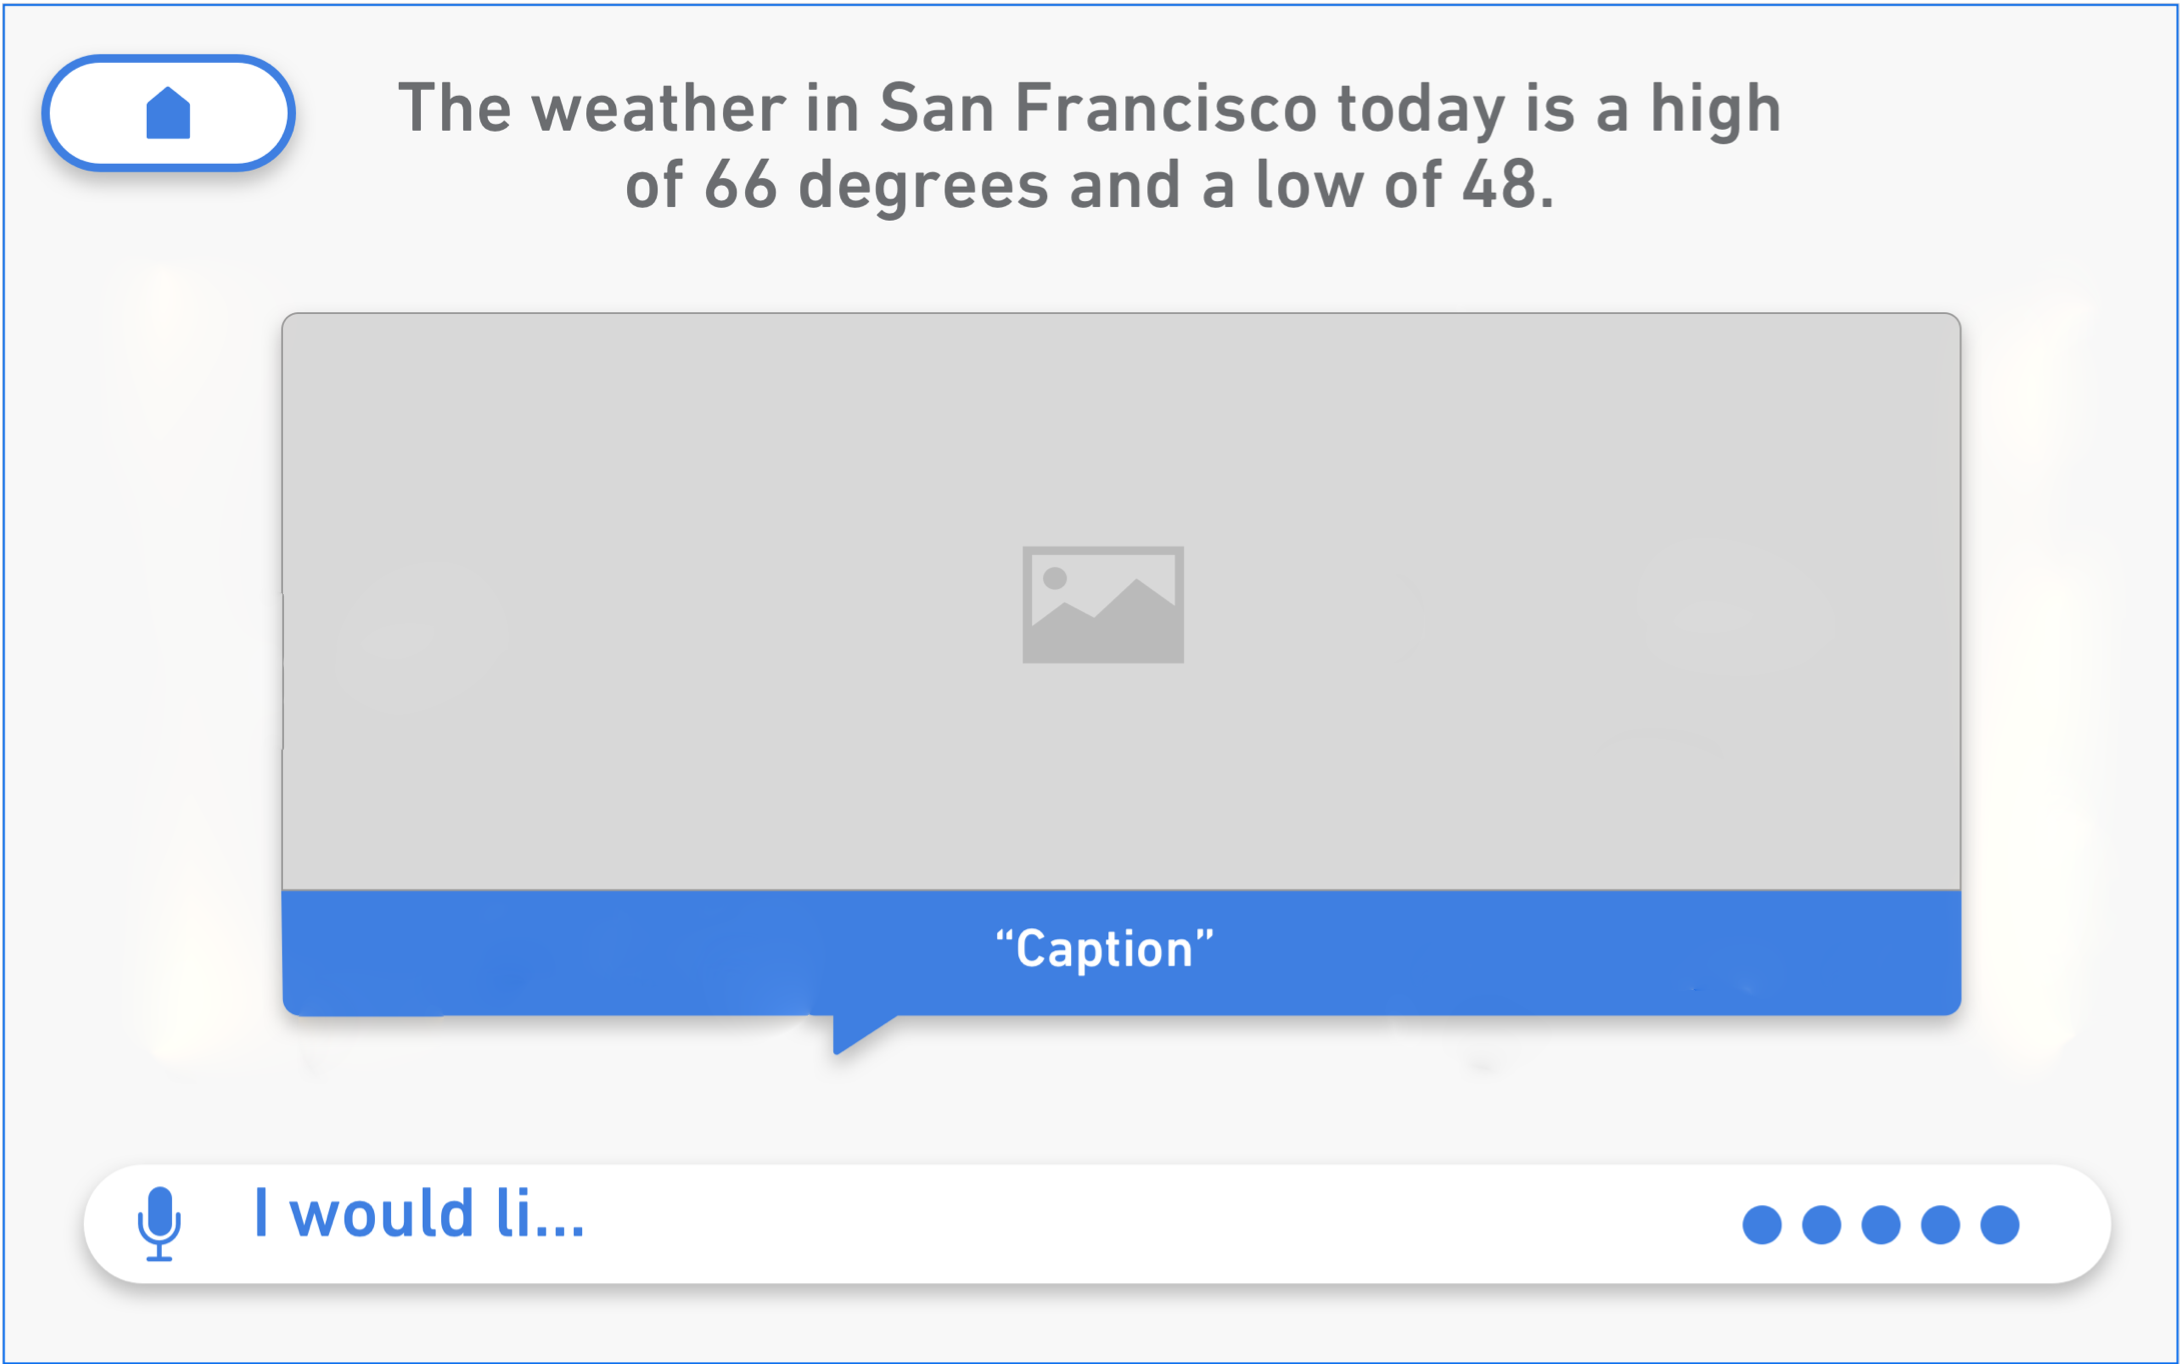 The weather in San Francisco today is a high
of 66 degrees and a low of 48.
“Caption”
I would li...